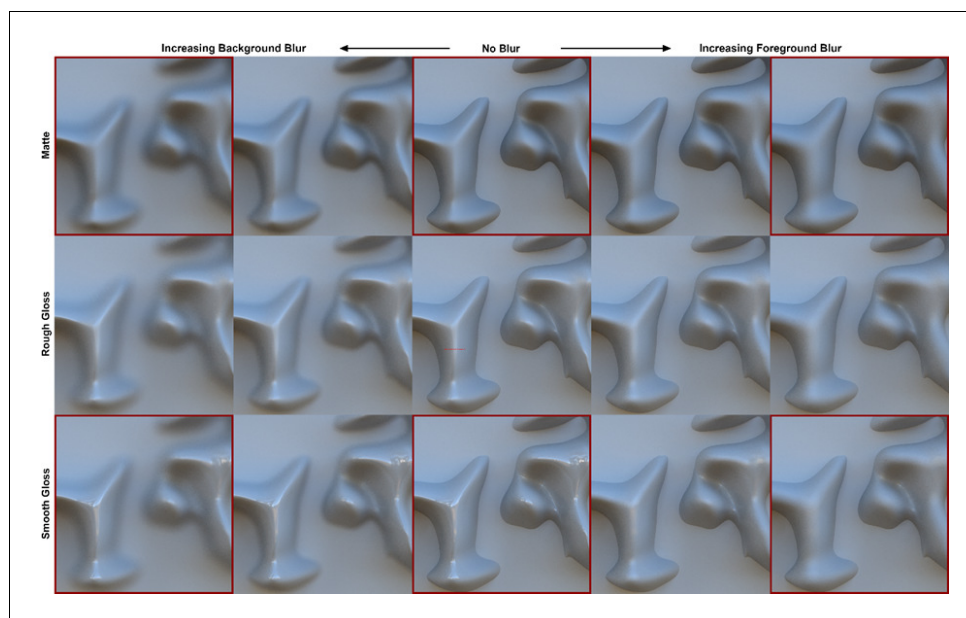 Increasing Background Blur No Blur Increasing Foreground Blur
Matte
Rough Gloss
Smooth Gloss